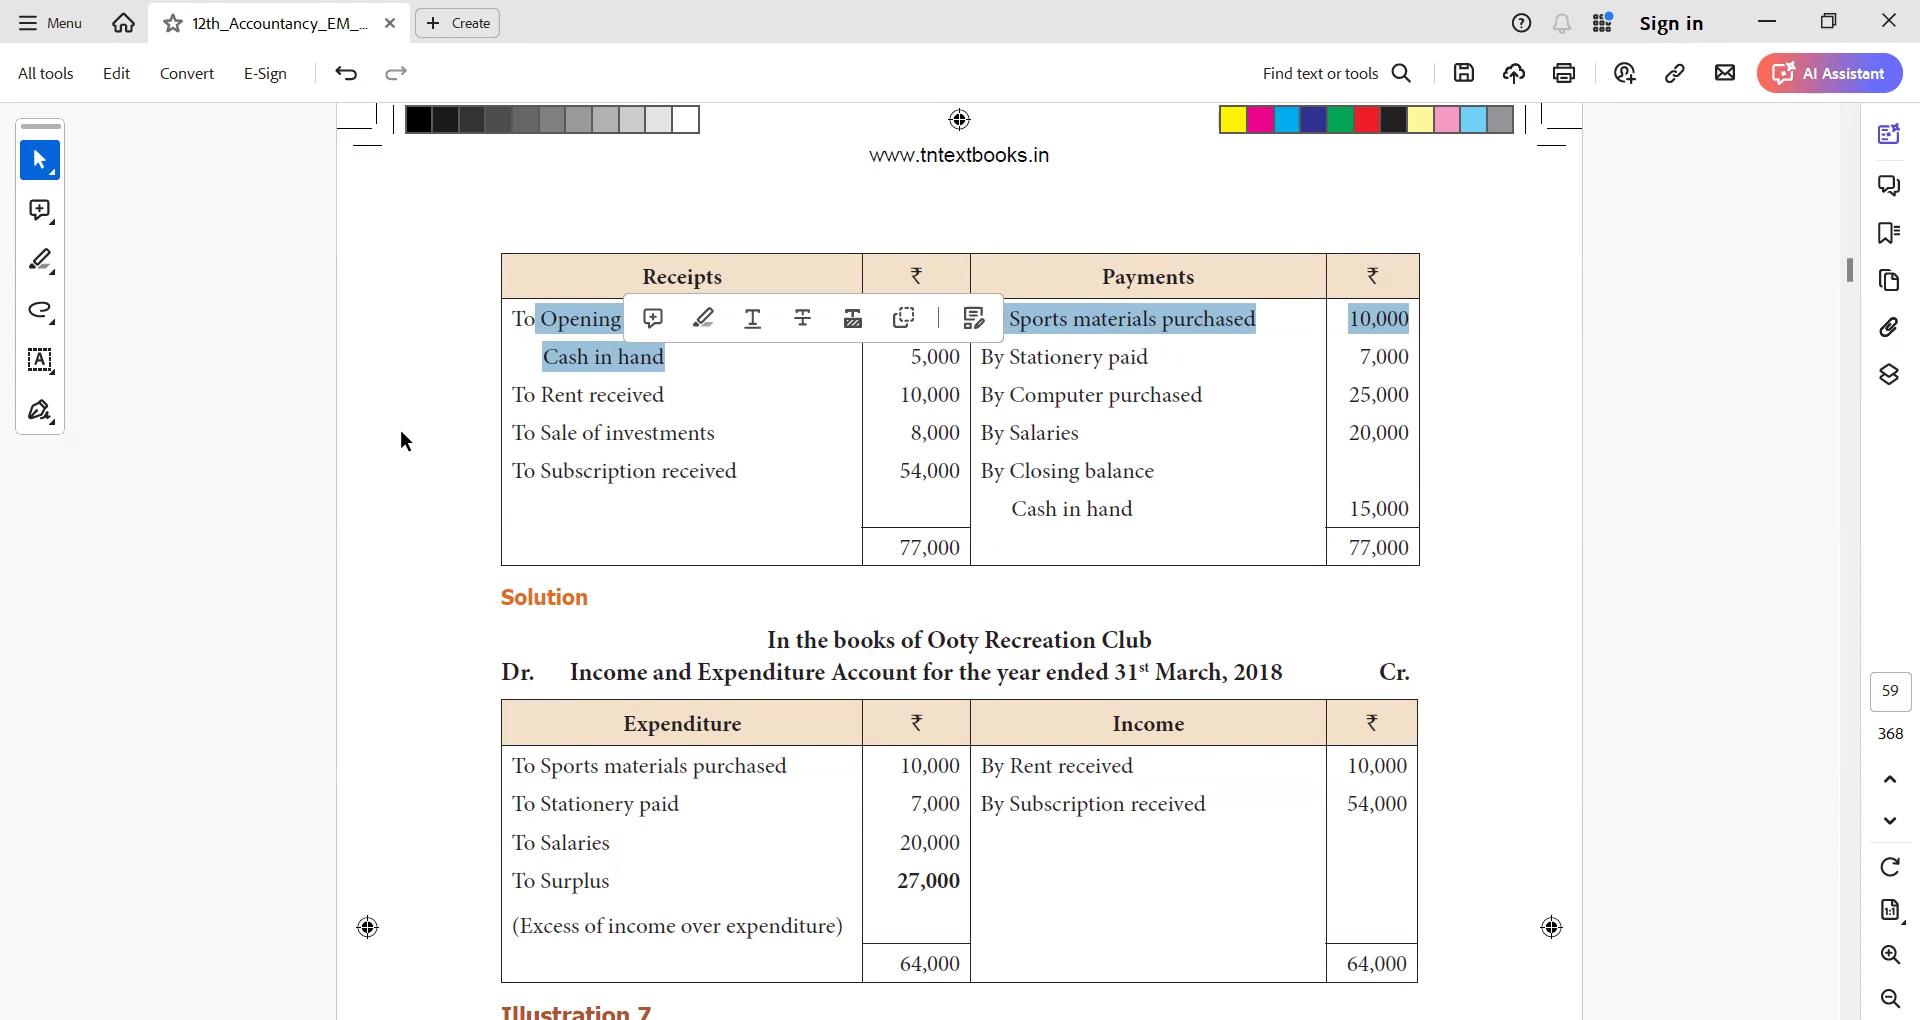 Menu 12th_Accountancy_EM_... Create Sign in
All tools Edit Convert E-Sign Find text or tools AI Assistant
www.tntextbooks.in
Receipts ₹ Payments ₹
To Opening Sports materials purchased 10,000
Cash in hand 5,000 By Stationery paid 7,000
To Rent received 10,000 By Computer purchased 25,000
To Sale of investments 8,000 By Salaries 20,000
To Subscription received 54,000 By Closing balance
Cash in hand 15,000
77,000 77,000
Solution
In the books of Ooty Recreation Club
Dr. Income and Expenditure Account for the year ended 31st March, 2018 Cr.
Expenditure ₹ Income ₹
To Sports materials purchased 10,000 By Rent received 10,000
To Stationery paid 7,000 By Subscription received 54,000
To Salaries 20,000
To Surplus 27,000
(Excess of income over expenditure)
64,000 64,000
Illustration 7
59
368